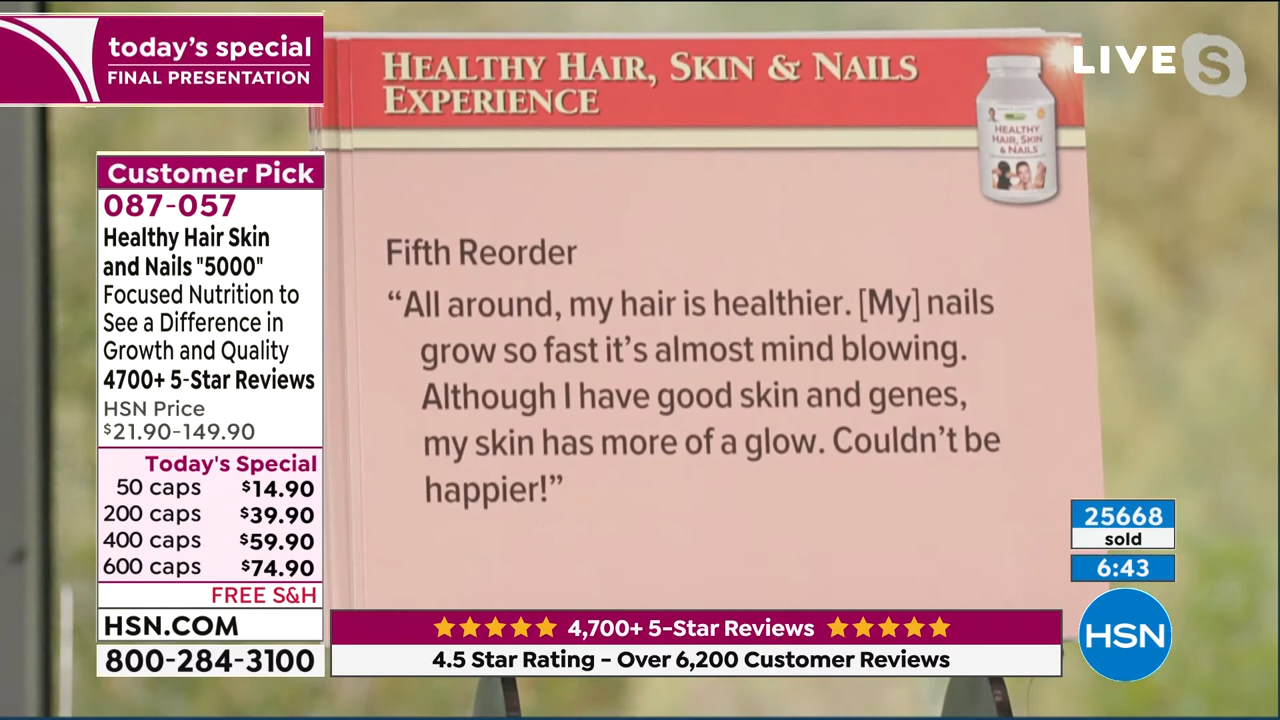 today's special
FINAL PRESENTATION
Customer Pick
087-057
Healthy Hair Skin
and Nails "5000"
Focused Nutrition to
See a Difference in
Growth and Quality
4700+ 5-Star Reviews
HSN Price
$21.90-149.90
Today's Special
50 caps $14.90
200 caps $39.90
400 caps $59.90
600 caps $74.90
FREE S&H
HSN.COM
800-284-3100
HEALTHY HAIR, SKIN & NAILS
EXPERIENCE
HEALTHY
HAIR, SKIN
& NAILS
Fifth Reorder
“All around, my hair is healthier. [My] nails
grow so fast it’s almost mind blowing.
Although I have good skin and genes,
my skin has more of a glow. Couldn’t be
happier!”
LIVE S
25668
sold
6:43
HSN
4,700+ 5-Star Reviews
4.5 Star Rating – Over 6,200 Customer Reviews